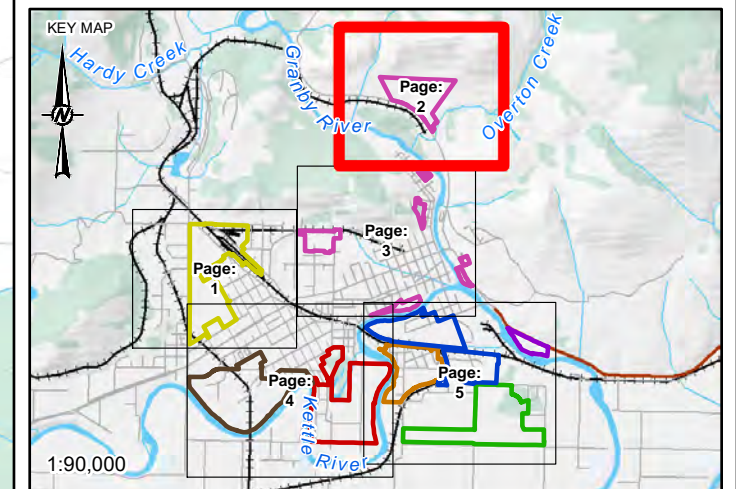 KEY MAP
Hardy Creek
Granby River
Overton Creek
N
Page:
2
Page:
3
Page:
1
Page:
4
Page:
5
Kettle River
1:90,000